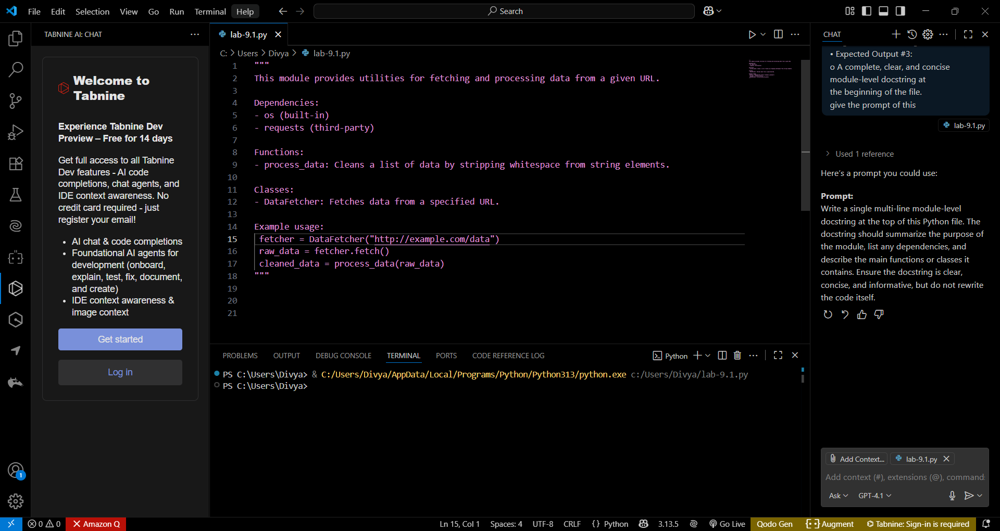 File Edit Selection View Go Run Terminal Help
Search
TABNINE AI: CHAT
Welcome to
Tabnine
Experience Tabnine Dev
Preview – Free for 14 days
Get full access to all Tabnine
Dev features - AI code
completions, chat agents, and
IDE context awareness. No
credit card required - just
register your email!
• AI chat & code completions
• Foundational AI agents for
development (onboard,
explain, test, fix, document,
and create)
• IDE context awareness &
image context
Get started
Log in
1
lab-9.1.py
C: > Users > Divya > lab-9.1.py
1 """
2 This module provides utilities for fetching and processing data from a given URL.
3
4 Dependencies:
5 - os (built-in)
6 - requests (third-party)
7
8 Functions:
9 - process_data: Cleans a list of data by stripping whitespace from string elements.
10
11 Classes:
12 - DataFetcher: Fetches data from a specified URL.
13
14 Example usage:
15 fetcher = DataFetcher("http://example.com/data")
16 raw_data = fetcher.fetch()
17 cleaned_data = process_data(raw_data)
18 """
19
20
21
PROBLEMS OUTPUT DEBUG CONSOLE TERMINAL PORTS CODE REFERENCE LOG
Python
PS C:\Users\Divya> & C:/Users/Divya/AppData/Local/Programs/Python/Python313/python.exe c:/Users/Divya/lab-9.1.py
PS C:\Users\Divya>
CHAT
• Expected Output #3:
o A complete, clear, and concise
module-level docstring at
the beginning of the file.
give the prompt of this
lab-9.1.py
> Used 1 reference
Here's a prompt you could use:
Prompt:
Write a single multi-line module-level
docstring at the top of this Python file. The
docstring should summarize the purpose of
the module, list any dependencies, and
describe the main functions or classes it
contains. Ensure the docstring is clear,
concise, and informative, but do not rewrite
the code itself.
Add Context... lab-9.1.py
Add context (#), extensions (@), command
Ask GPT-4.1
0 0 Amazon Q Ln 15, Col 1 Spaces: 4 UTF-8 CRLF {} Python 3.13.5 Go Live Qodo Gen Augment Tabnine: Sign-in is required